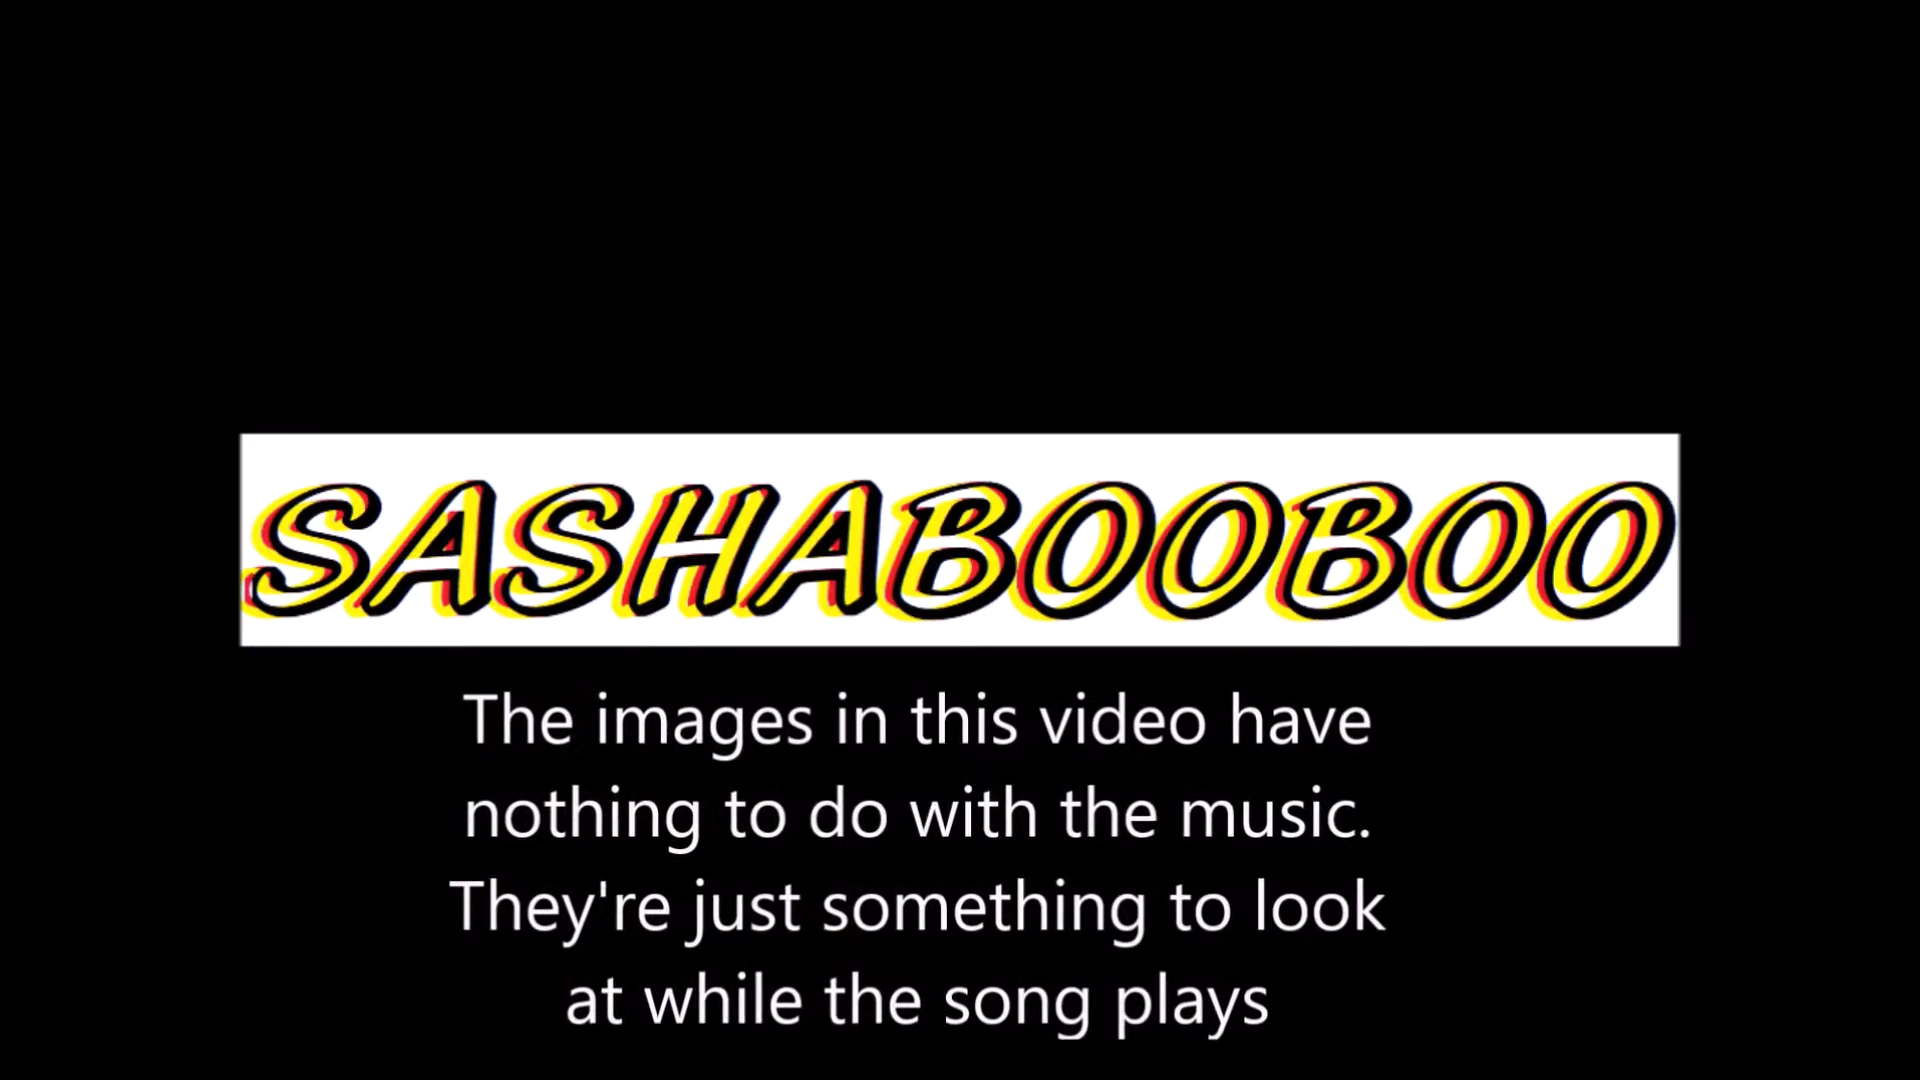 SASHABOOBOO
The images in this video have
nothing to do with the music.
They're just something to look
at while the song plays